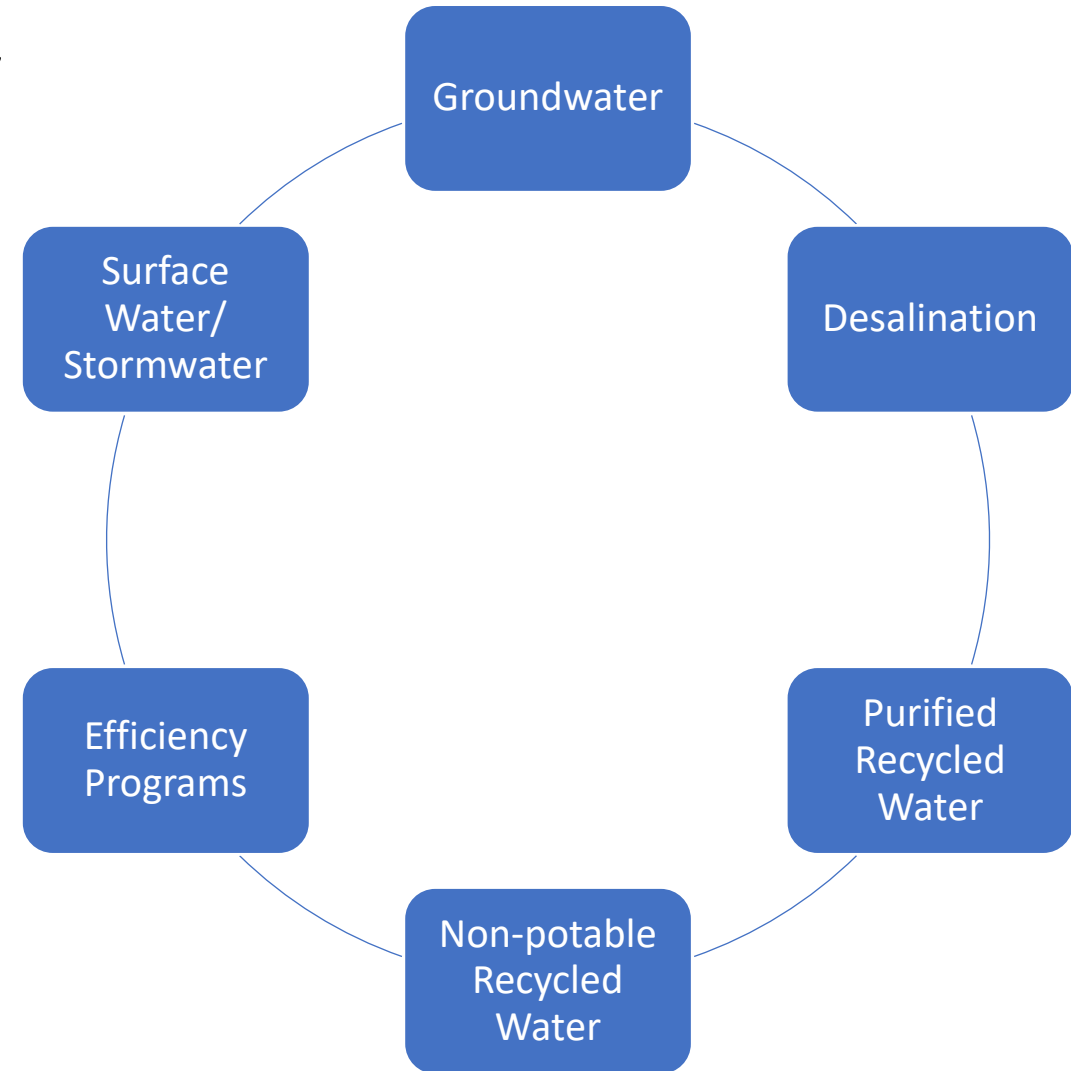 Groundwater
Desalination
Purified
Recycled
Water
Non-potable
Recycled
Water
Efficiency
Programs
Surface
Water/
Stormwater